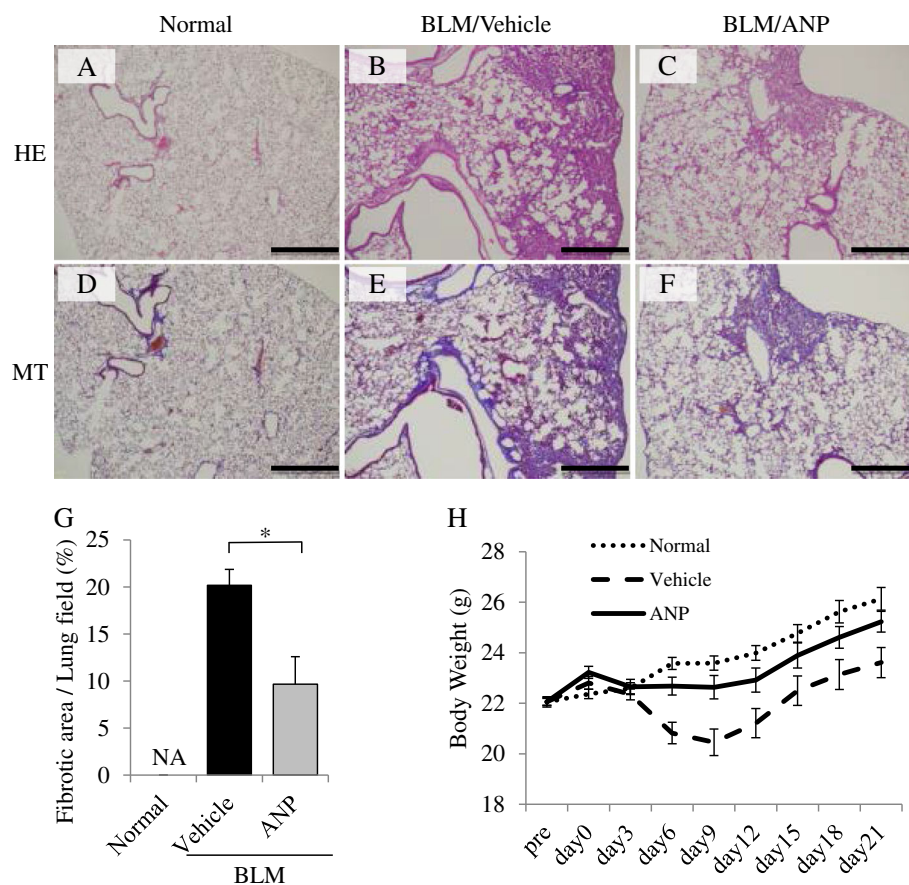 Normal BLM/Vehicle BLM/ANP
HE
A B C
MT
D E F
G
Fibrotic area / Lung field (%)
25
20
15
10
5
0
*
NA
Normal Vehicle ANP
BLM
H
Body Weight (g)
28
26
24
22
20
18
Normal
Vehicle
ANP
pre day0 day3 day6 day9 day12 day15 day18 day21